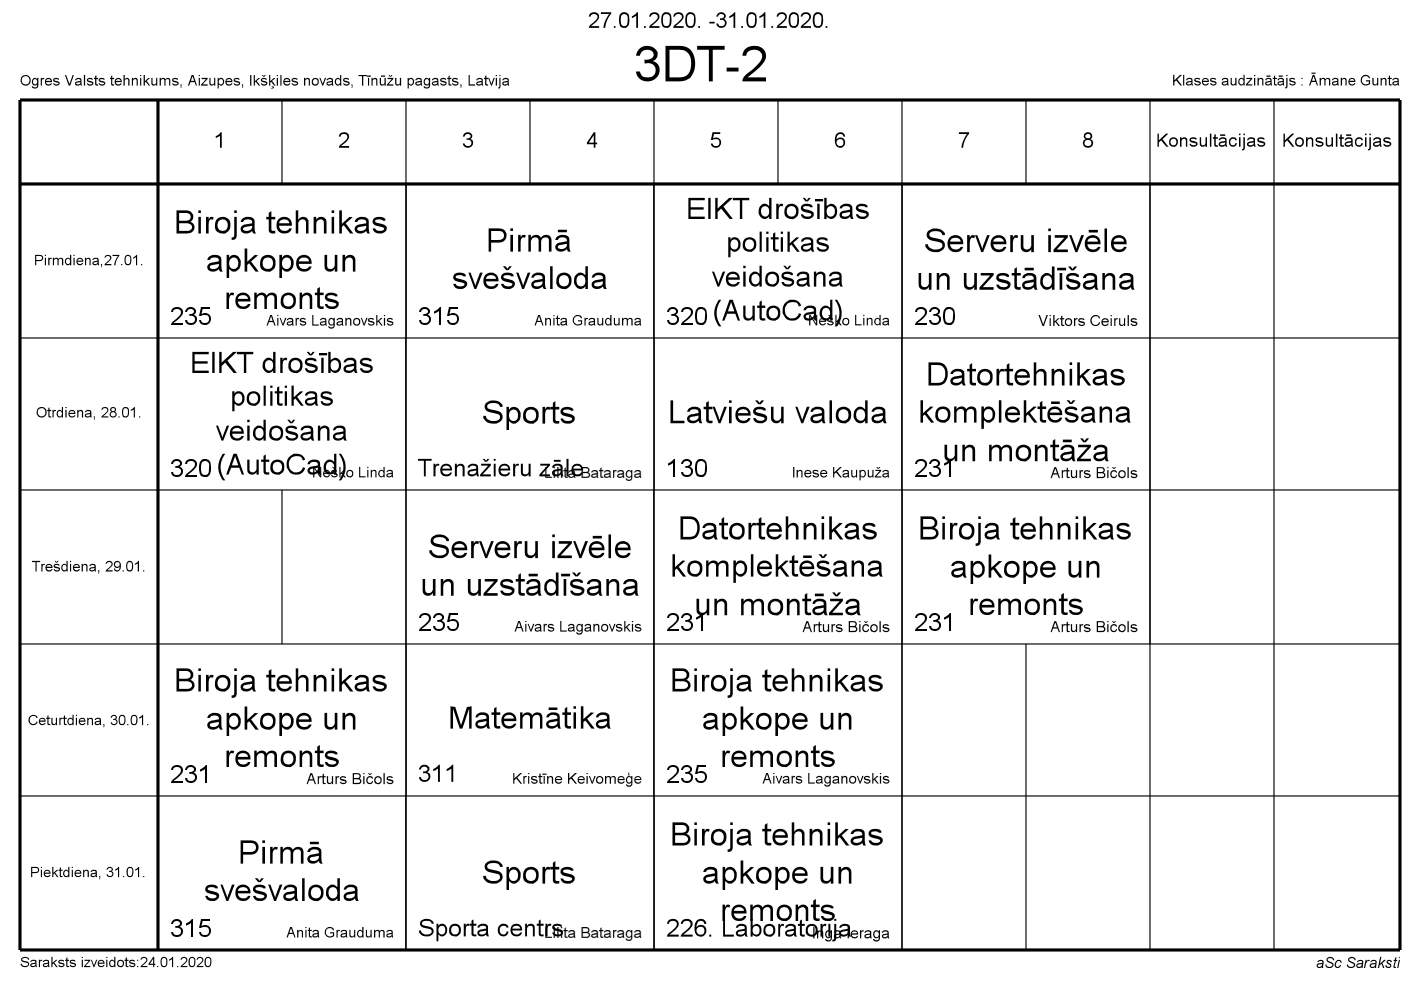 27.01.2020. -31.01.2020.
3DT-2
Ogres Valsts tehnikums, Aizupes, Ikšķiles novads, Tīnūžu pagasts, Latvija
Klases audzinātājs : Āmane Gunta
1 2 3 4 5 6 7 8 Konsultācijas Konsultācijas
Pirmdiena,27.01.
Biroja tehnikas
apkope un
remonts
235 Aivars Laganovskis
Pirmā
svešvaloda
315 Anita Grauduma
EIKT drošības
politikas
veidošana
(AutoCad)
320 Neško Linda
Serveru izvēle
un uzstādīšana
230 Viktors Ceiruls
Otrdiena, 28.01.
EIKT drošības
politikas
veidošana
(AutoCad)
320 Neško Linda
Sports
Trenažieru zāle Lilita Bataraga
Latviešu valoda
130 Inese Kaupuža
Datortehnikas
komplektēšana
un montāža
231 Arturs Bičols
Trešdiena, 29.01.
Serveru izvēle
un uzstādīšana
235 Aivars Laganovskis
Datortehnikas
komplektēšana
un montāža
231 Arturs Bičols
Biroja tehnikas
apkope un
remonts
231 Arturs Bičols
Ceturtdiena, 30.01.
Biroja tehnikas
apkope un
remonts
231 Arturs Bičols
Matemātika
311 Kristīne Keivomeģe
Biroja tehnikas
apkope un
remonts
235 Aivars Laganovskis
Piektdiena, 31.01.
Pirmā
svešvaloda
315 Anita Grauduma
Sports
Sporta centrs Lilita Bataraga
Biroja tehnikas
apkope un
remonts
226. Laboratorija Inga Ieraga
Saraksts izveidots:24.01.2020
aSc Saraksti